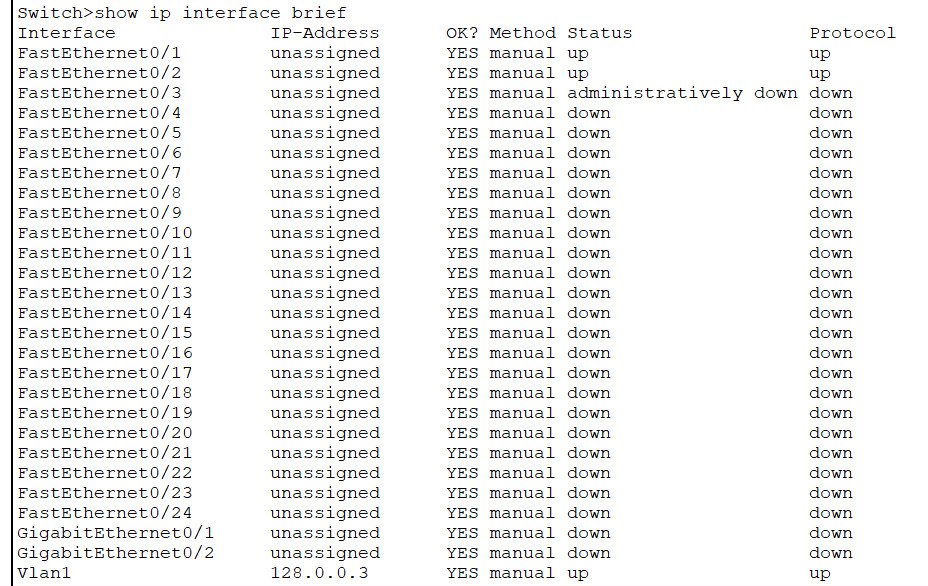 Switch>show ip interface brief
Interface IP-Address OK? Method Status Protocol
FastEthernet0/1 unassigned YES manual up up
FastEthernet0/2 unassigned YES manual up up
FastEthernet0/3 unassigned YES manual administratively down down
FastEthernet0/4 unassigned YES manual down down
FastEthernet0/5 unassigned YES manual down down
FastEthernet0/6 unassigned YES manual down down
FastEthernet0/7 unassigned YES manual down down
FastEthernet0/8 unassigned YES manual down down
FastEthernet0/9 unassigned YES manual down down
FastEthernet0/10 unassigned YES manual down down
FastEthernet0/11 unassigned YES manual down down
FastEthernet0/12 unassigned YES manual down down
FastEthernet0/13 unassigned YES manual down down
FastEthernet0/14 unassigned YES manual down down
FastEthernet0/15 unassigned YES manual down down
FastEthernet0/16 unassigned YES manual down down
FastEthernet0/17 unassigned YES manual down down
FastEthernet0/18 unassigned YES manual down down
FastEthernet0/19 unassigned YES manual down down
FastEthernet0/20 unassigned YES manual down down
FastEthernet0/21 unassigned YES manual down down
FastEthernet0/22 unassigned YES manual down down
FastEthernet0/23 unassigned YES manual down down
FastEthernet0/24 unassigned YES manual down down
GigabitEthernet0/1 unassigned YES manual down down
GigabitEthernet0/2 unassigned YES manual down down
Vlan1 128.0.0.3 YES manual up up